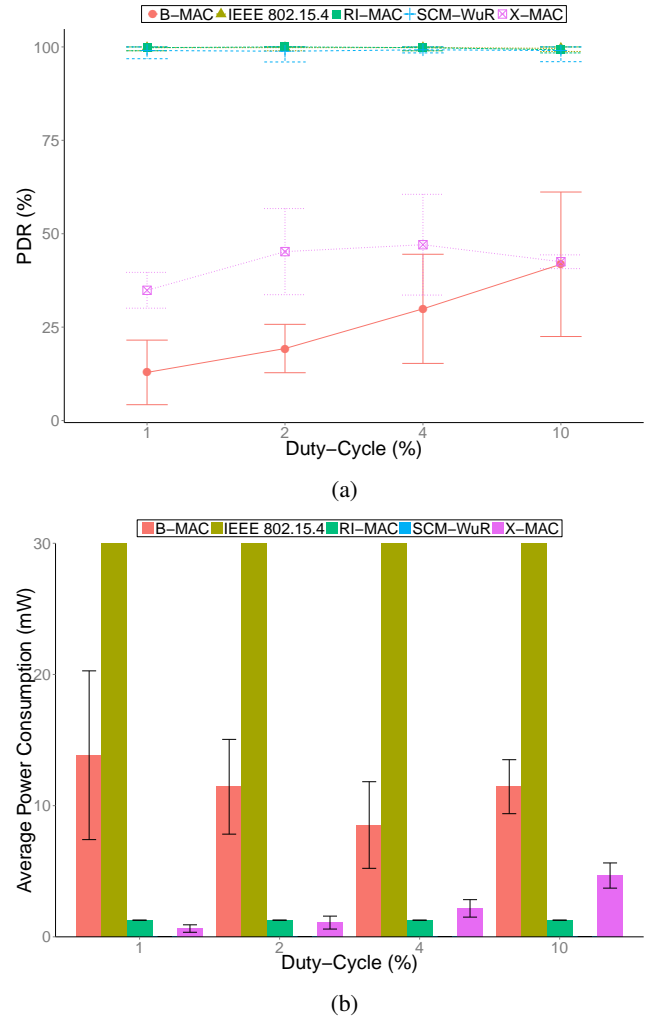 B−MAC IEEE 802.15.4 RI−MAC SCM−WuR X−MAC
100
75
50
25
0
PDR (%)
1 2 4 10
Duty−Cycle (%)
(a)
B−MAC IEEE 802.15.4 RI−MAC SCM−WuR X−MAC
30
20
10
0
Average Power Consumption (mW)
1 2 4 10
Duty−Cycle (%)
(b)